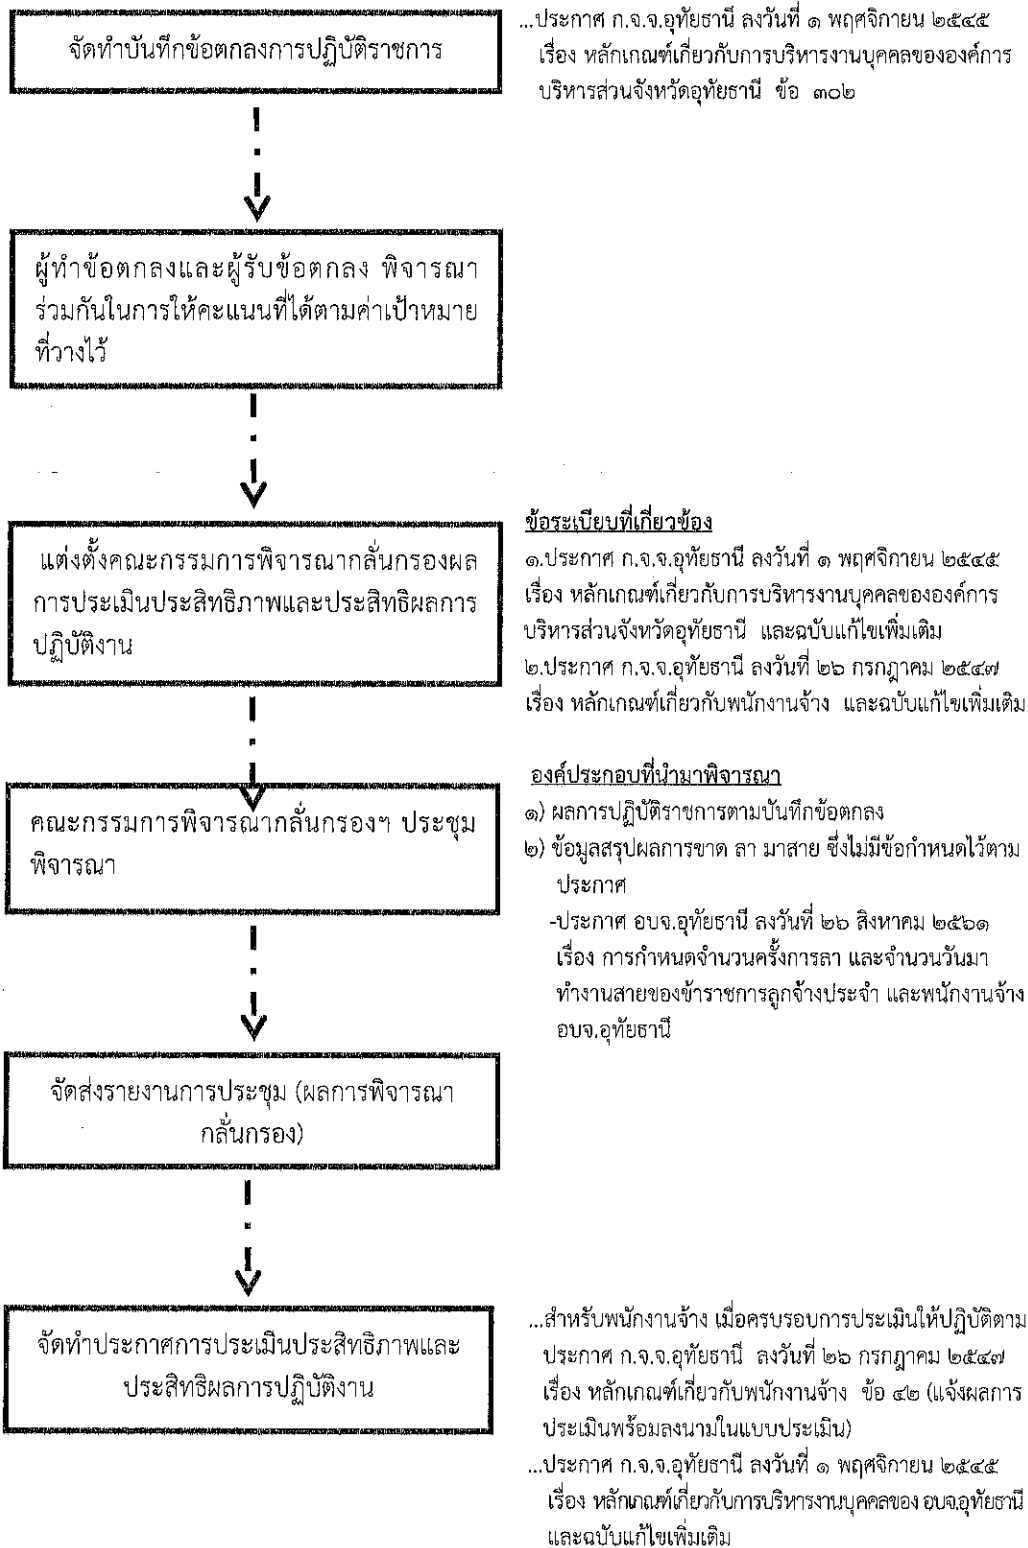 จัดทำบันทึกข้อตกลงการปฏิบัติราชการ
...ประกาศ ก.จ.จ.อุทัยธานี ลงวันที่ ๑ พฤศจิกายน ๒๕๔๕
เรื่อง หลักเกณฑ์เกี่ยวกับการบริหารงานบุคคลขององค์การ
บริหารส่วนจังหวัดอุทัยธานี ข้อ ๓๐๒
ผู้ทำข้อตกลงและผู้รับข้อตกลง พิจารณา
ร่วมกันในการให้คะแนนที่ได้ตามค่าเป้าหมาย
ที่วางไว้
แต่งตั้งคณะกรรมการพิจารณากลั่นกรองผล
การประเมินประสิทธิภาพและประสิทธิผลการ
ปฏิบัติงาน
ข้อระเบียบที่เกี่ยวข้อง
๑.ประกาศ ก.จ.จ.อุทัยธานี ลงวันที่ ๑ พฤศจิกายน ๒๕๔๕
เรื่อง หลักเกณฑ์เกี่ยวกับการบริหารงานบุคคลขององค์การ
บริหารส่วนจังหวัดอุทัยธานี และฉบับแก้ไขเพิ่มเติม
๒.ประกาศ ก.จ.จ.อุทัยธานี ลงวันที่ ๒๖ กรกฎาคม ๒๕๔๗
เรื่อง หลักเกณฑ์เกี่ยวกับพนักงานจ้าง และฉบับแก้ไขเพิ่มเติม
คณะกรรมการพิจารณากลั่นกรองฯ ประชุม
พิจารณา
องค์ประกอบที่นำมาพิจารณา
๑) ผลการปฏิบัติราชการตามบันทึกข้อตกลง
๒) ข้อมูลสรุปผลการขาด ลา มาสาย ซึ่งไม่มีข้อกำหนดไว้ตาม
ประกาศ
-ประกาศ อบจ.อุทัยธานี ลงวันที่ ๒๖ สิงหาคม ๒๕๖๑
เรื่อง การกำหนดจำนวนครั้งการลา และจำนวนวันมา
ทำงานสายของข้าราชการลูกจ้างประจำ และพนักงานจ้าง
อบจ.อุทัยธานี
จัดส่งรายงานการประชุม (ผลการพิจารณา
กลั่นกรอง)
จัดทำประกาศการประเมินประสิทธิภาพและ
ประสิทธิผลการปฏิบัติงาน
...สำหรับพนักงานจ้าง เมื่อครบรอบการประเมินให้ปฏิบัติตาม
ประกาศ ก.จ.จ.อุทัยธานี ลงวันที่ ๒๖ กรกฎาคม ๒๕๔๗
เรื่อง หลักเกณฑ์เกี่ยวกับพนักงานจ้าง ข้อ ๔๒ (แจ้งผลการ
ประเมินพร้อมลงนามในแบบประเมิน)
...ประกาศ ก.จ.จ.อุทัยธานี ลงวันที่ ๑ พฤศจิกายน ๒๕๔๕
เรื่อง หลักเกณฑ์เกี่ยวกับการบริหารงานบุคคลของ อบจ.อุทัยธานี
และฉบับแก้ไขเพิ่มเติม